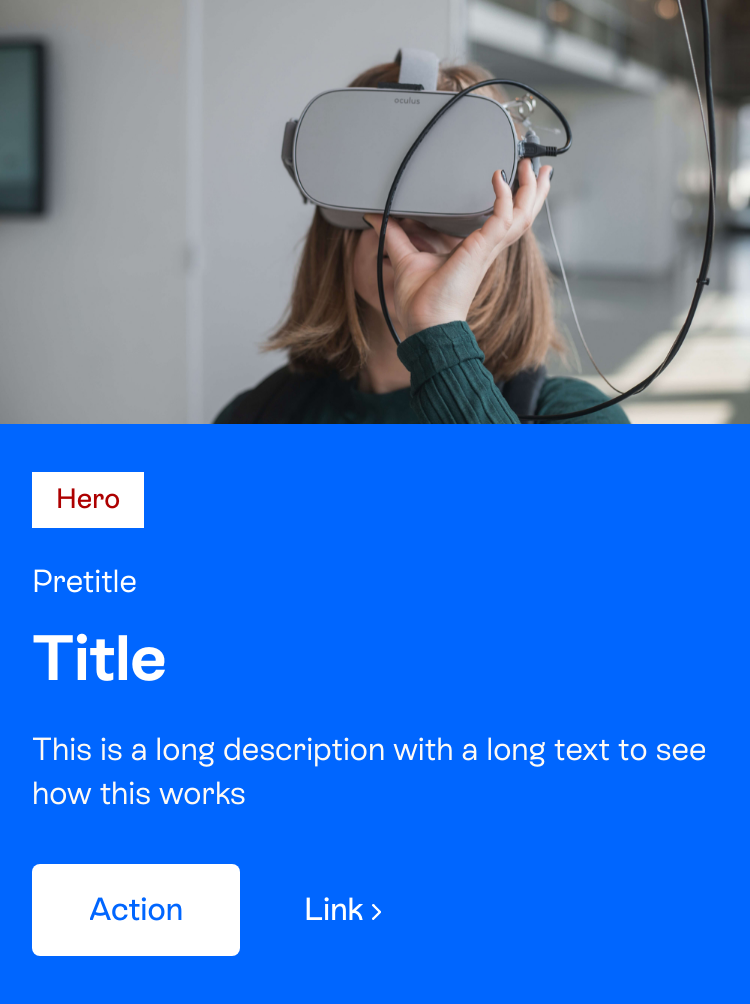 oculus
Hero
Pretitle
Title
This is a long description with a long text to see
how this works
Action
Link >